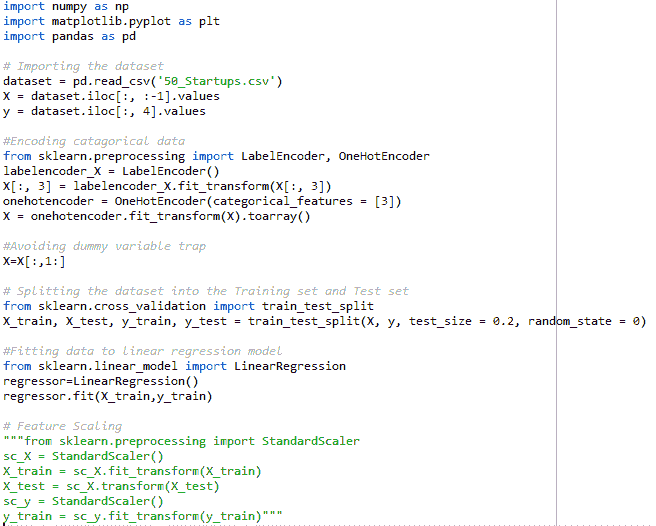 import numpy as np
import matplotlib.pyplot as plt
import pandas as pd
# Importing the dataset
dataset = pd.read_csv('50_Startups.csv')
X = dataset.iloc[:, :-1].values
y = dataset.iloc[:, 4].values
#Encoding catagorical data
from sklearn.preprocessing import LabelEncoder, OneHotEncoder
labelencoder_X = LabelEncoder()
X[:, 3] = labelencoder_X.fit_transform(X[:, 3])
onehotencoder = OneHotEncoder(categorical_features = [3])
X = onehotencoder.fit_transform(X).toarray()
#Avoiding dummy variable trap
X=X[:,1:]
# Splitting the dataset into the Training set and Test set
from sklearn.cross_validation import train_test_split
X_train, X_test, y_train, y_test = train_test_split(X, y, test_size = 0.2, random_state = 0)
#Fitting data to linear regression model
from sklearn.linear_model import LinearRegression
regressor=LinearRegression()
regressor.fit(X_train,y_train)
# Feature Scaling
"""from sklearn.preprocessing import StandardScaler
sc_X = StandardScaler()
X_train = sc_X.fit_transform(X_train)
X_test = sc_X.transform(X_test)
sc_y = StandardScaler()
y_train = sc_y.fit_transform(y_train)"""